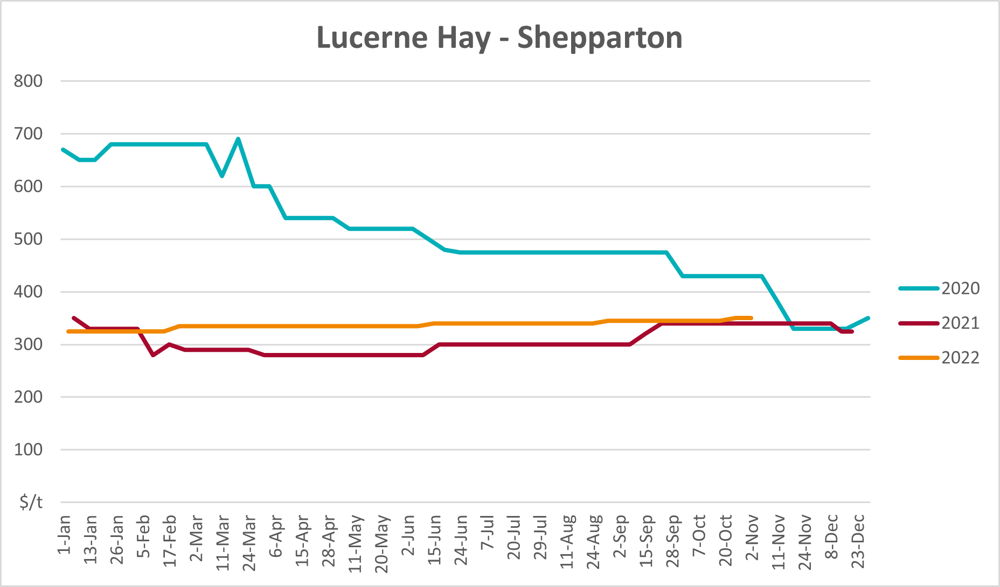 Lucerne Hay - Shepparton
800
700
600
500
400
300
200
100
$/t
1-Jan
13-Jan
26-Jan
5-Feb
17-Feb
2-Mar
11-Mar
24-Mar
6-Apr
15-Apr
28-Apr
11-May
20-May
2-Jun
15-Jun
24-Jun
7-Jul
20-Jul
29-Jul
11-Aug
24-Aug
2-Sep
15-Sep
28-Sep
7-Oct
20-Oct
2-Nov
11-Nov
24-Nov
8-Dec
23-Dec
2020
2021
2022